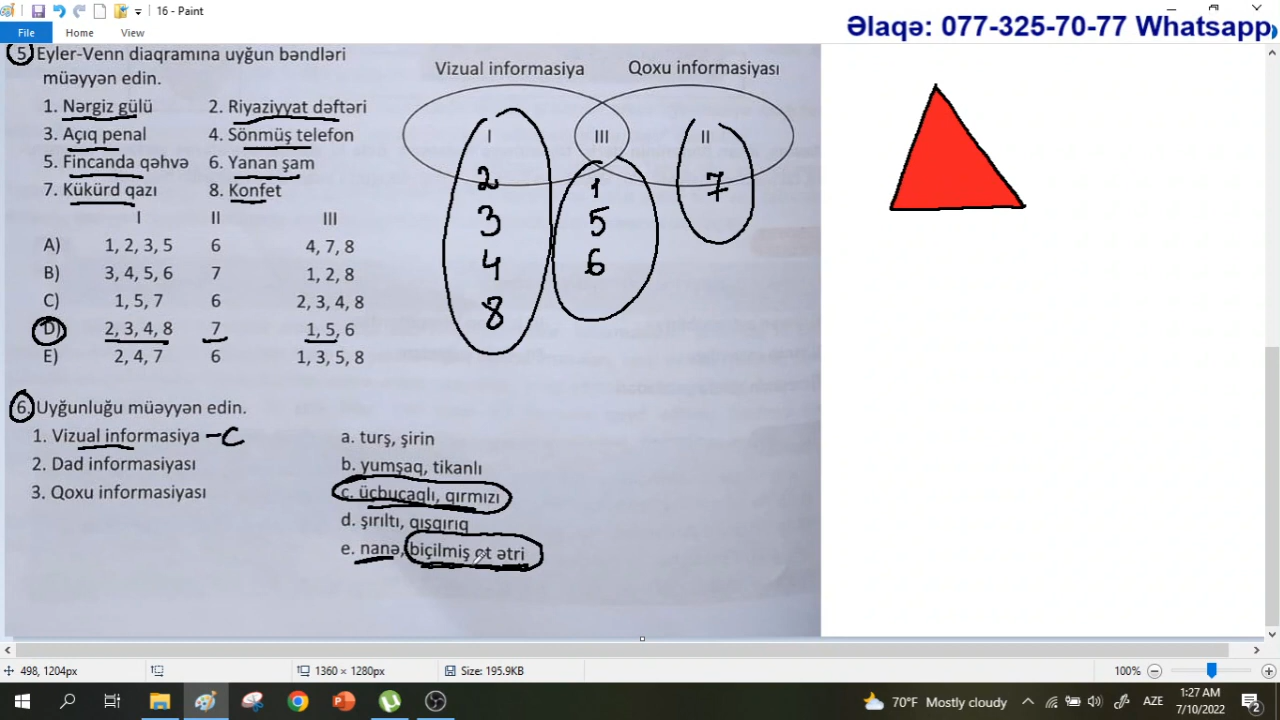 16 - Paint
Əlaqə: 077-325-70-77 Whatsapp
File Home View
5. Eyler-Venn diaqramına uyğun bəndləri
müəyyən edin.
1. Nərgiz gülü 2. Riyaziyyat dəftəri
3. Açıq penal 4. Sönmüş telefon
5. Fincanda qəhvə 6. Yanan şam
7. Kükürd qazı 8. Konfet
I II III
A) 1, 2, 3, 5 6 4, 7, 8
B) 3, 4, 5, 6 7 1, 2, 8
C) 1, 5, 7 6 2, 3, 4, 8
D) 2, 3, 4, 8 7 1, 5, 6
E) 2, 4, 7 6 1, 3, 5, 8
Vizual informasiya Qoxu informasiyası
I III II
2 1 7
3 5
4 6
8
6. Uyğunluğu müəyyən edin.
1. Vizual informasiya - C
2. Dad informasiyası
3. Qoxu informasiyası
a. turş, şirin
b. yumşaq, tikanlı
c. üçbucaqlı, qırmızı
d. şırıltı, qışqırıq
e. nanə, biçilmiş ot ətri
498, 1204px 1360 × 1280px Size: 195.9KB 100%
70°F Mostly cloudy AZE 1:27 AM
7/10/2022
2